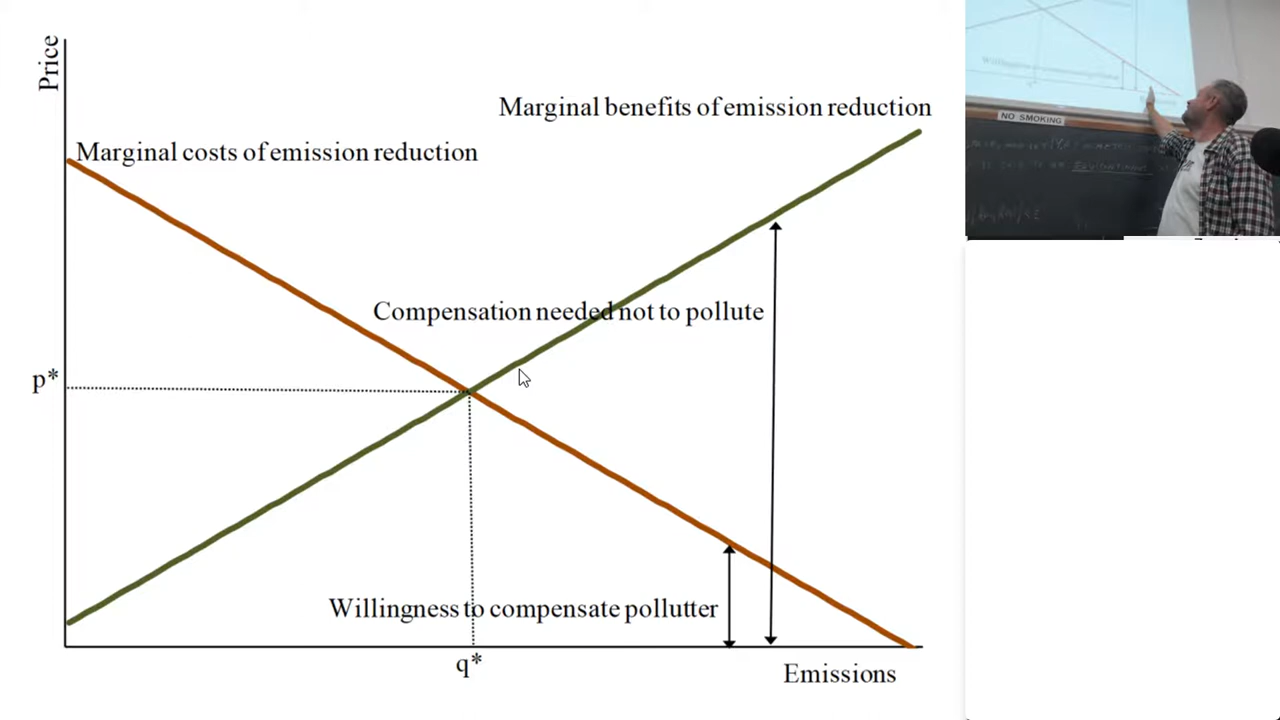 Price
Marginal benefits of emission reduction
Marginal costs of emission reduction
Compensation needed not to pollute
p*
Willingness to compensate pollutter
q*
Emissions
NO SMOKING